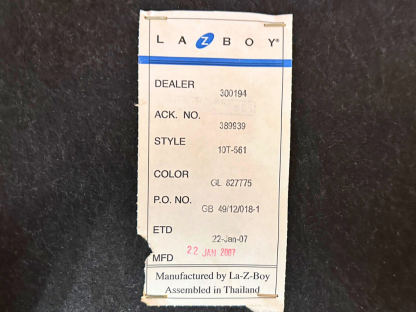 LA Z BOY®
DEALER
300194
ACK. NO.
389939
STYLE
10T-561
COLOR
GL 827775
P.O. NO.
GB 49/12/018-1
ETD
22-Jan-07
22 JAN 2007
MFD
Manufactured by La-Z-Boy
Assembled in Thailand